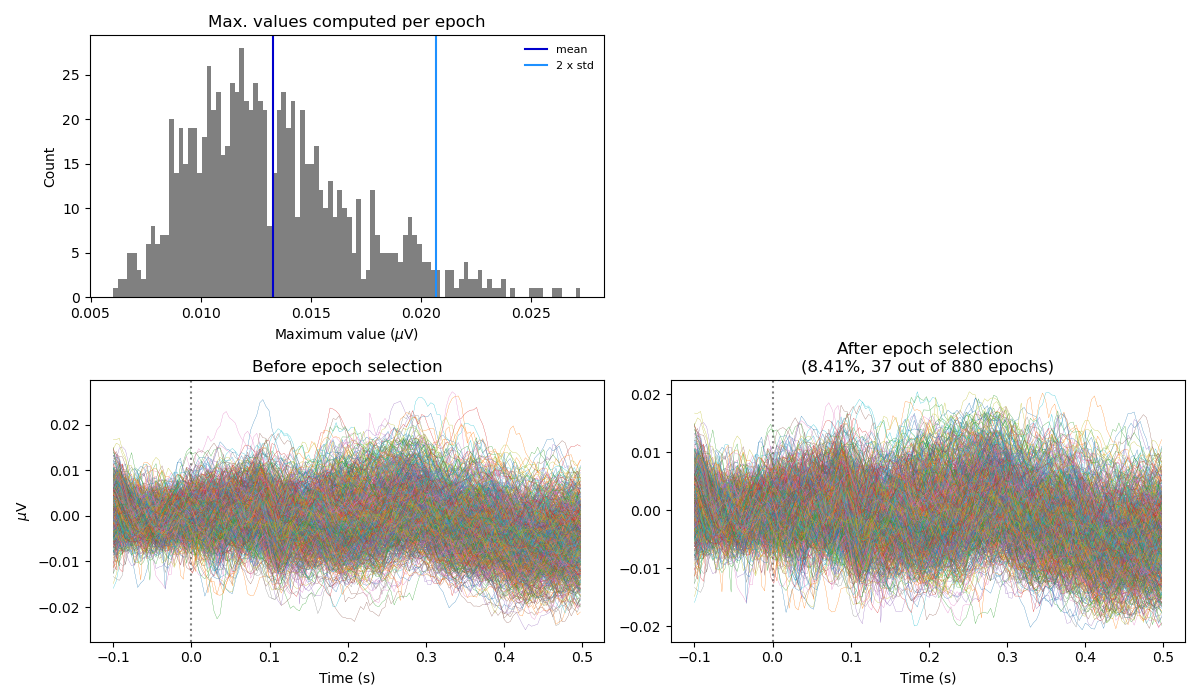 Max. values computed per epoch
mean
2 x std
25
20
15
10
5
0
Count
0.005 0.010 0.015 0.020 0.025
Maximum value (μV)
Before epoch selection
0.02
0.01
0.00
−0.01
−0.02
μV
−0.1 0.0 0.1 0.2 0.3 0.4 0.5
Time (s)
After epoch selection
(8.41%, 37 out of 880 epochs)
0.02
0.01
0.00
−0.01
−0.02
−0.1 0.0 0.1 0.2 0.3 0.4 0.5
Time (s)